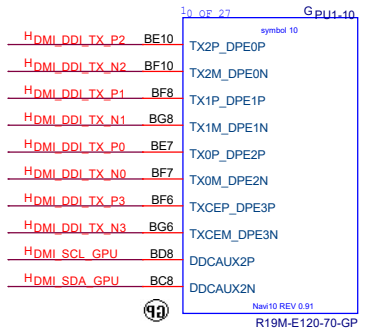 10 OF 27 GPU1-10
symbol 10
HDMI_DDI_TX_P2 BE10 TX2P_DPE0P
HDMI_DDI_TX_N2 BF10 TX2M_DPE0N
HDMI_DDI_TX_P1 BF8 TX1P_DPE1P
HDMI_DDI_TX_N1 BG8 TX1M_DPE1N
HDMI_DDI_TX_P0 BE7 TX0P_DPE2P
HDMI_DDI_TX_N0 BF7 TX0M_DPE2N
HDMI_DDI_TX_P3 BF6 TXCEP_DPE3P
HDMI_DDI_TX_N3 BG6 TXCEM_DPE3N
HDMI_SCL_GPU BD8 DDCAUX2P
HDMI_SDA_GPU BC8 DDCAUX2N
Navi10 REV 0.91
R19M-E120-70-GP